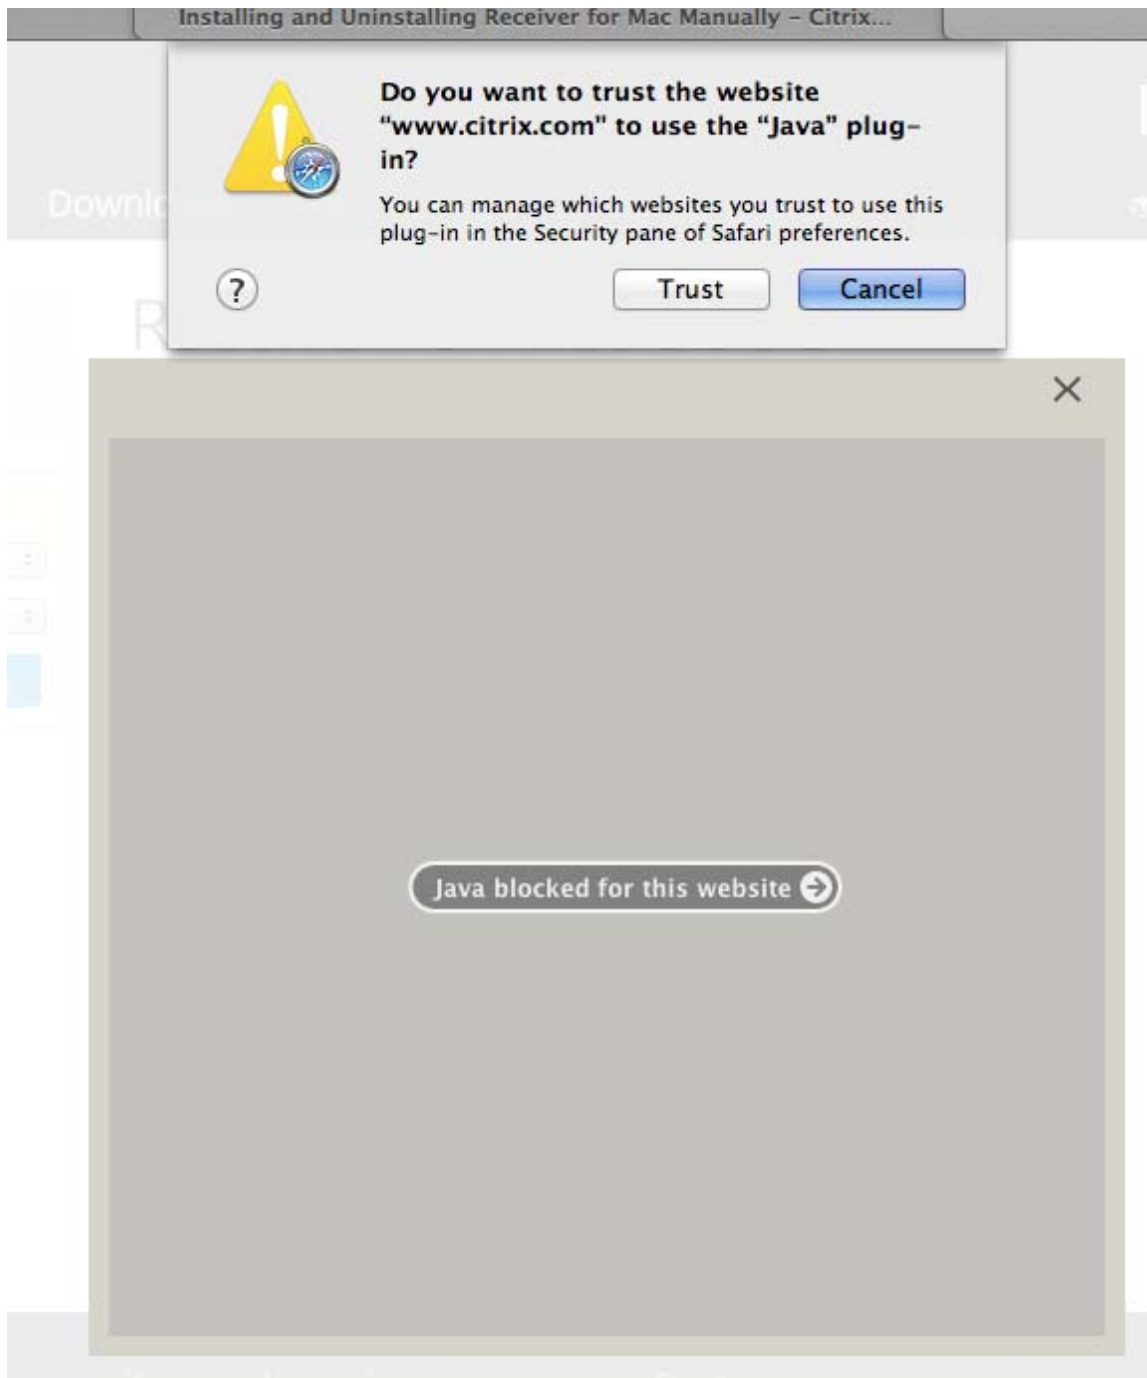 Installing and Uninstalling Receiver for Mac Manually – Citrix...
Do you want to trust the website
“www.citrix.com” to use the “Java” plug-
in?
You can manage which websites you trust to use this
plug-in in the Security pane of Safari preferences.
?
Trust
Cancel
Java blocked for this website